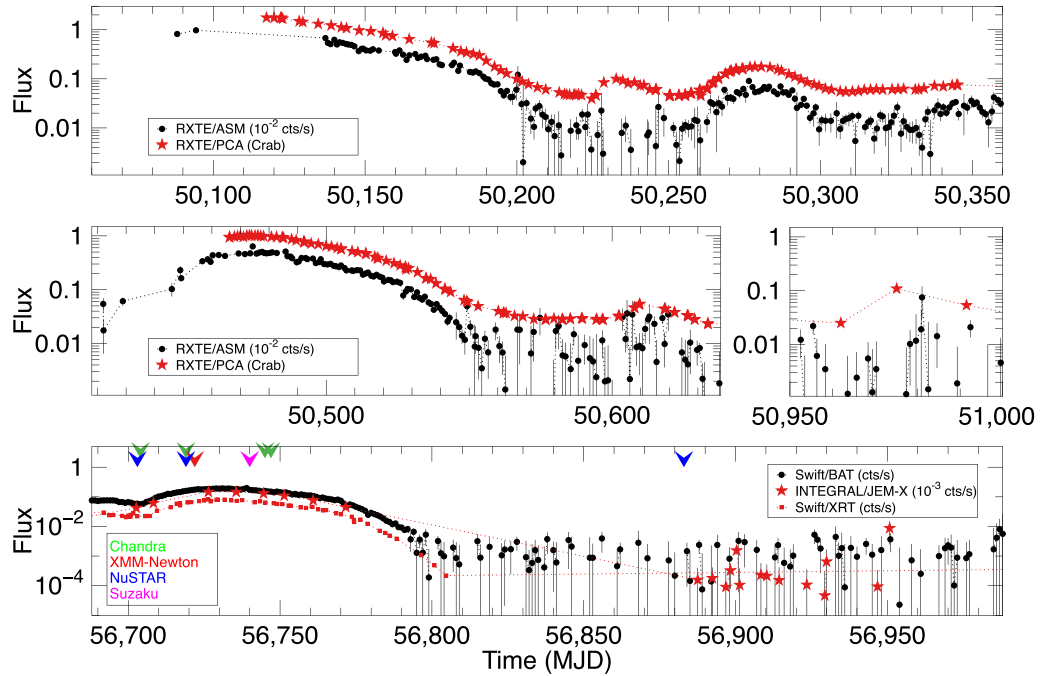 1
0.1
0.01
Flux
RXTE/ASM (10⁻² cts/s)
RXTE/PCA (Crab)
50,100 50,150 50,200 50,250 50,300 50,350
1
0.1
0.01
Flux
RXTE/ASM (10⁻² cts/s)
RXTE/PCA (Crab)
50,500 50,600
1
0.1
0.01
50,950 51,000
1
10⁻²
10⁻⁴
Flux
Swift/BAT (cts/s)
INTEGRAL/JEM-X (10⁻³ cts/s)
Swift/XRT (cts/s)
Chandra
XMM-Newton
NuSTAR
Suzaku
56,700 56,750 56,800 56,850 56,900 56,950
Time (MJD)